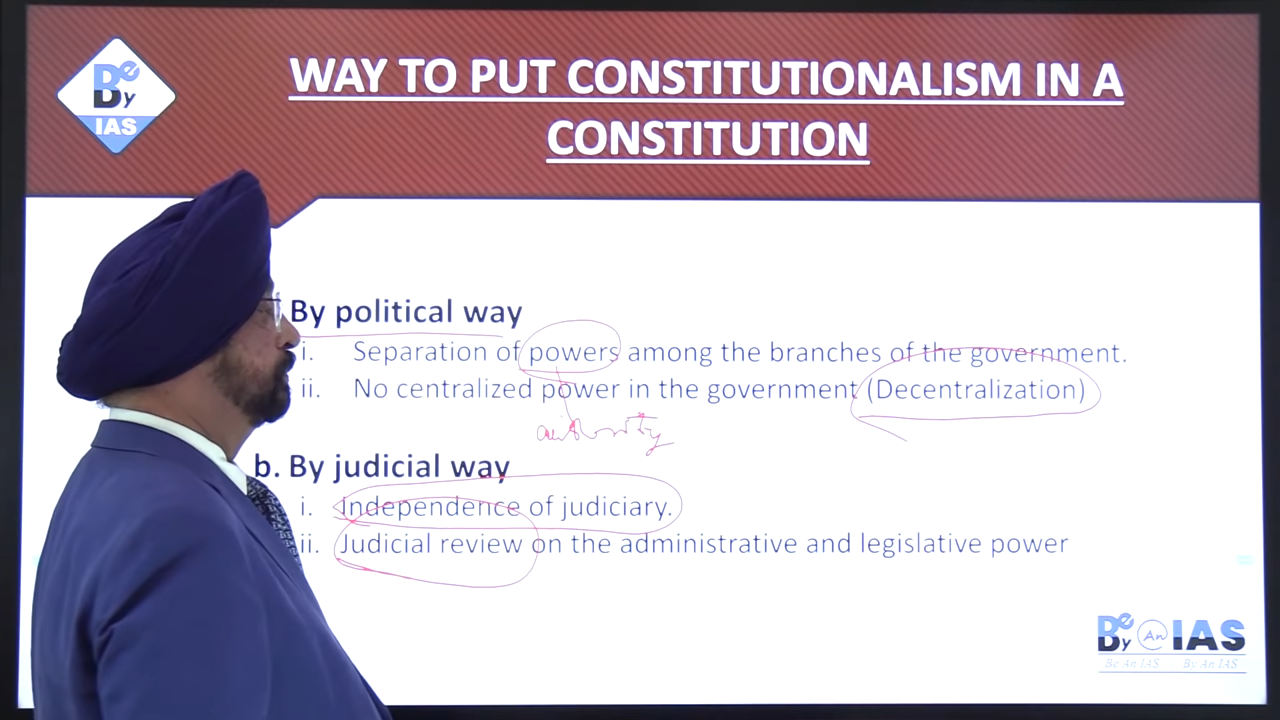 Be
By
IAS
WAY TO PUT CONSTITUTIONALISM IN A
CONSTITUTION
By political way
i. Separation of powers among the branches of the government.
ii. No centralized power in the government (Decentralization)
authority
b. By judicial way
i. Independence of judiciary.
ii. Judicial review on the administrative and legislative power
Be By An IAS
Be An IAS By An IAS